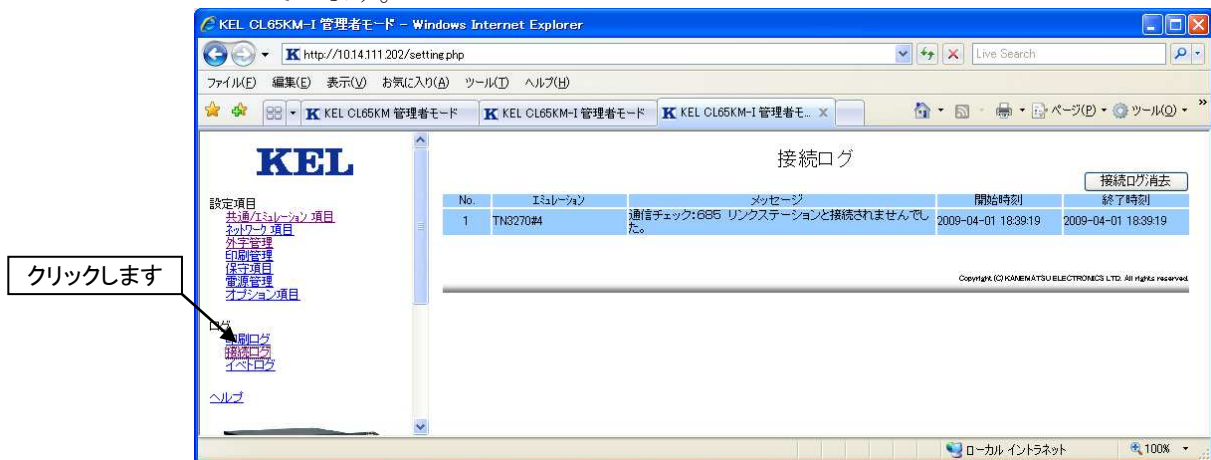 KEL CL65KM-I 管理者モード - Windows Internet Explorer
http://10.14.111.202/setting.php
Live Search
ファイル(F) 編集(E) 表示(V) お気に入り(A) ツール(T) ヘルプ(H)
KEL CL65KM 管理者モード
KEL CL65KM-I 管理者モード
KEL CL65KM-I 管理者モ...
ページ(P)
ツール(O)
KEL
接続ログ
接続ログ消去
設定項目
共通/エミュレーション 項目
ネットワーク 項目
外字管理
印刷管理
保守項目
電源管理
オプション項目
No. エミュレーション メッセージ 開始時刻 終了時刻
1 TN3270#4 通信チェック:685 リンクステーションと接続されませんでした。 2009-04-01 18:39:19 2009-04-01 18:39:19
Copyright (C) KANEMATSU ELECTRONICS LTD. All rights reserved.
クリックします
ログ
印刷ログ
接続ログ
イベトログ
ヘルプ
ローカル イントラネット
100%